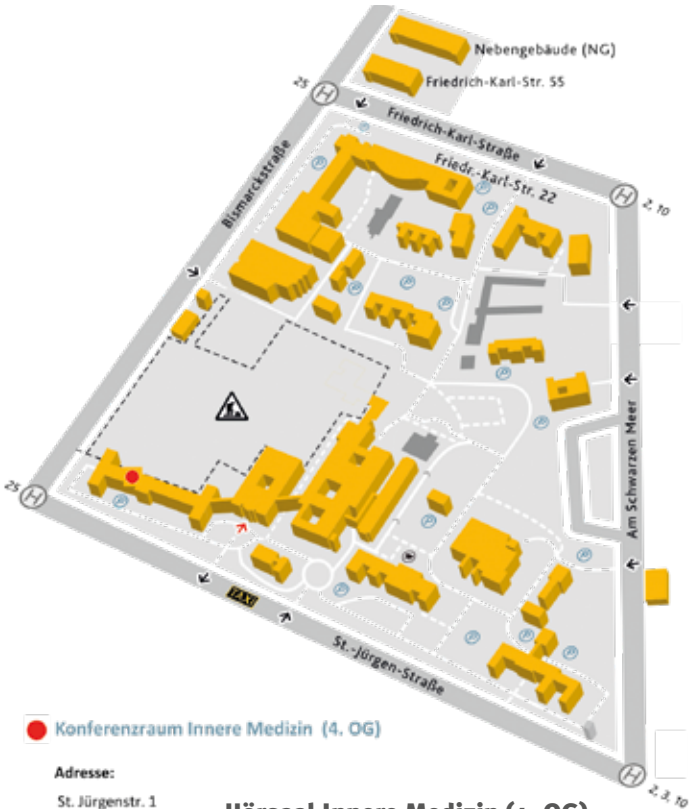 Nebengebäude (NG)
Friedrich-Karl-Str. 55
25
H
Friedrich-Karl-Straße
Friedr.-Karl-Str. 22
H
2, 10
Bismarckstraße
P
P
P
P
P
P
P
P
P
Am Schwarzen Meer
25
H
P
P
P
TAXI
P
P
P
P
St.-Jürgen-Straße
H
2, 3, 10
Konferenzraum Innere Medizin (4. OG)
Adresse:
St. Jürgenstr. 1